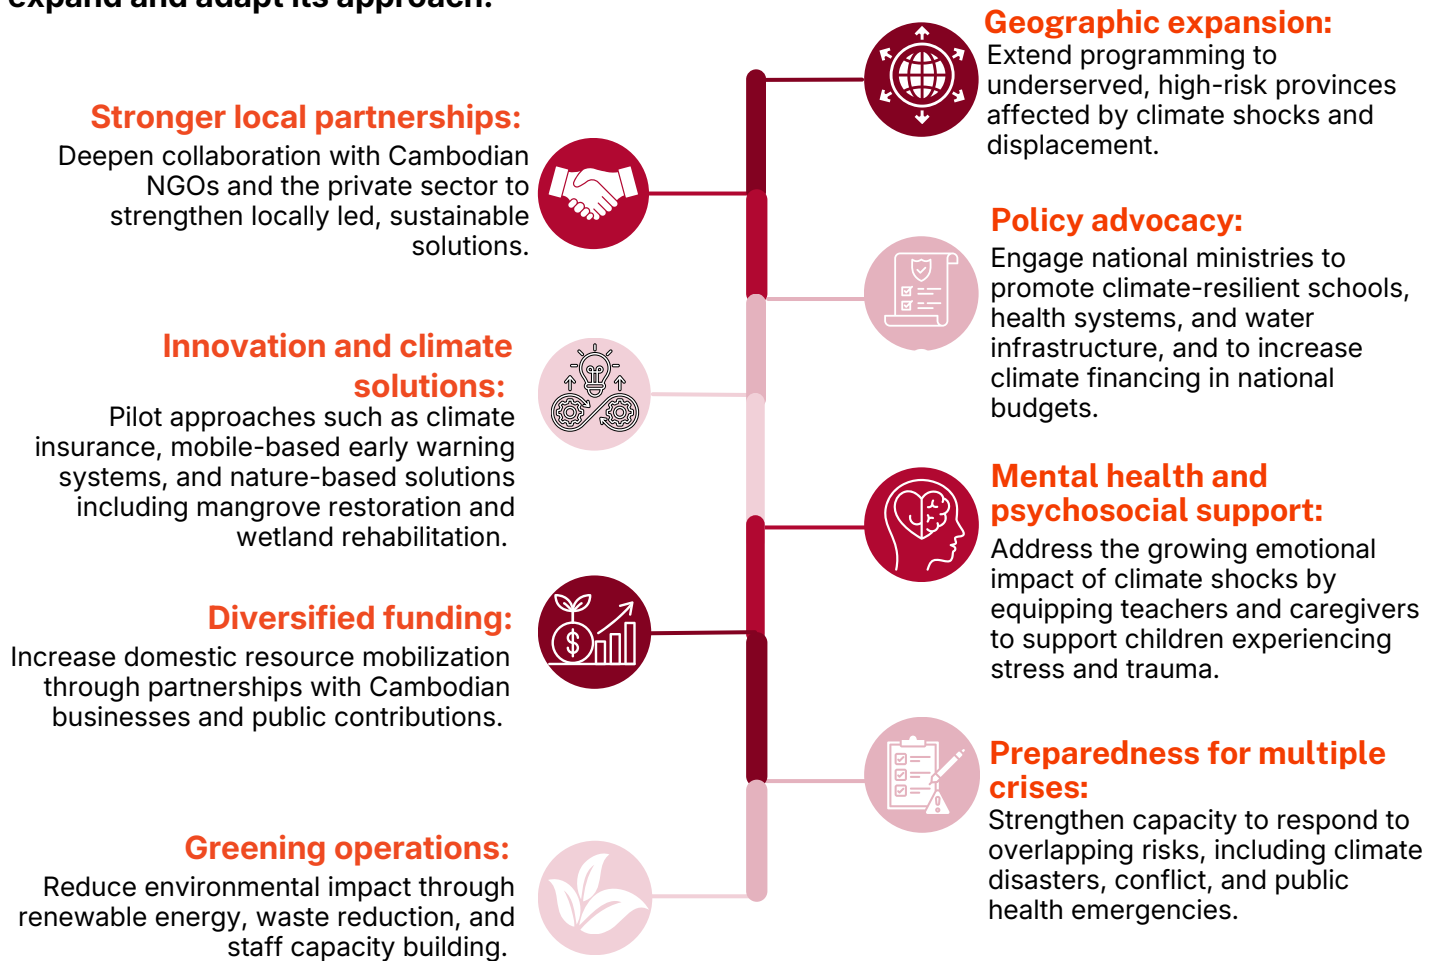 expand and adapt its approach:
Geographic expansion:
Extend programming to
underserved, high-risk provinces
affected by climate shocks and
displacement.
Stronger local partnerships:
Deepen collaboration with Cambodian
NGOs and the private sector to
strengthen locally led, sustainable
solutions.
Policy advocacy:
Engage national ministries to
promote climate-resilient schools,
health systems, and water
infrastructure, and to increase
climate financing in national
budgets.
Innovation and climate
solutions:
Pilot approaches such as climate
insurance, mobile-based early warning
systems, and nature-based solutions
including mangrove restoration and
wetland rehabilitation.
Mental health and
psychosocial support:
Address the growing emotional
impact of climate shocks by
equipping teachers and caregivers
to support children experiencing
stress and trauma.
Diversified funding:
Increase domestic resource mobilization
through partnerships with Cambodian
businesses and public contributions.
Preparedness for multiple
crises:
Strengthen capacity to respond to
overlapping risks, including climate
disasters, conflict, and public
health emergencies.
Greening operations:
Reduce environmental impact through
renewable energy, waste reduction, and
staff capacity building.